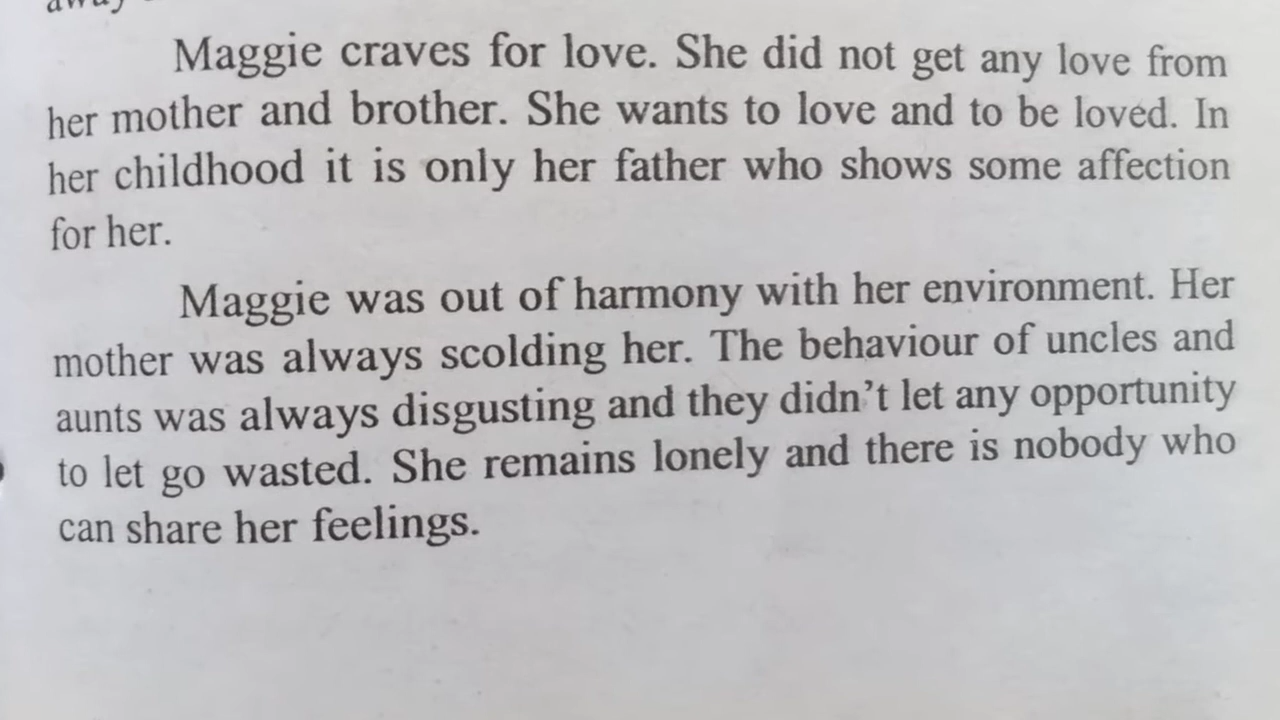 Maggie craves for love. She did not get any love from
her mother and brother. She wants to love and to be loved. In
her childhood it is only her father who shows some affection
for her.
Maggie was out of harmony with her environment. Her
mother was always scolding her. The behaviour of uncles and
aunts was always disgusting and they didn't let any opportunity
to let go wasted. She remains lonely and there is nobody who
can share her feelings.